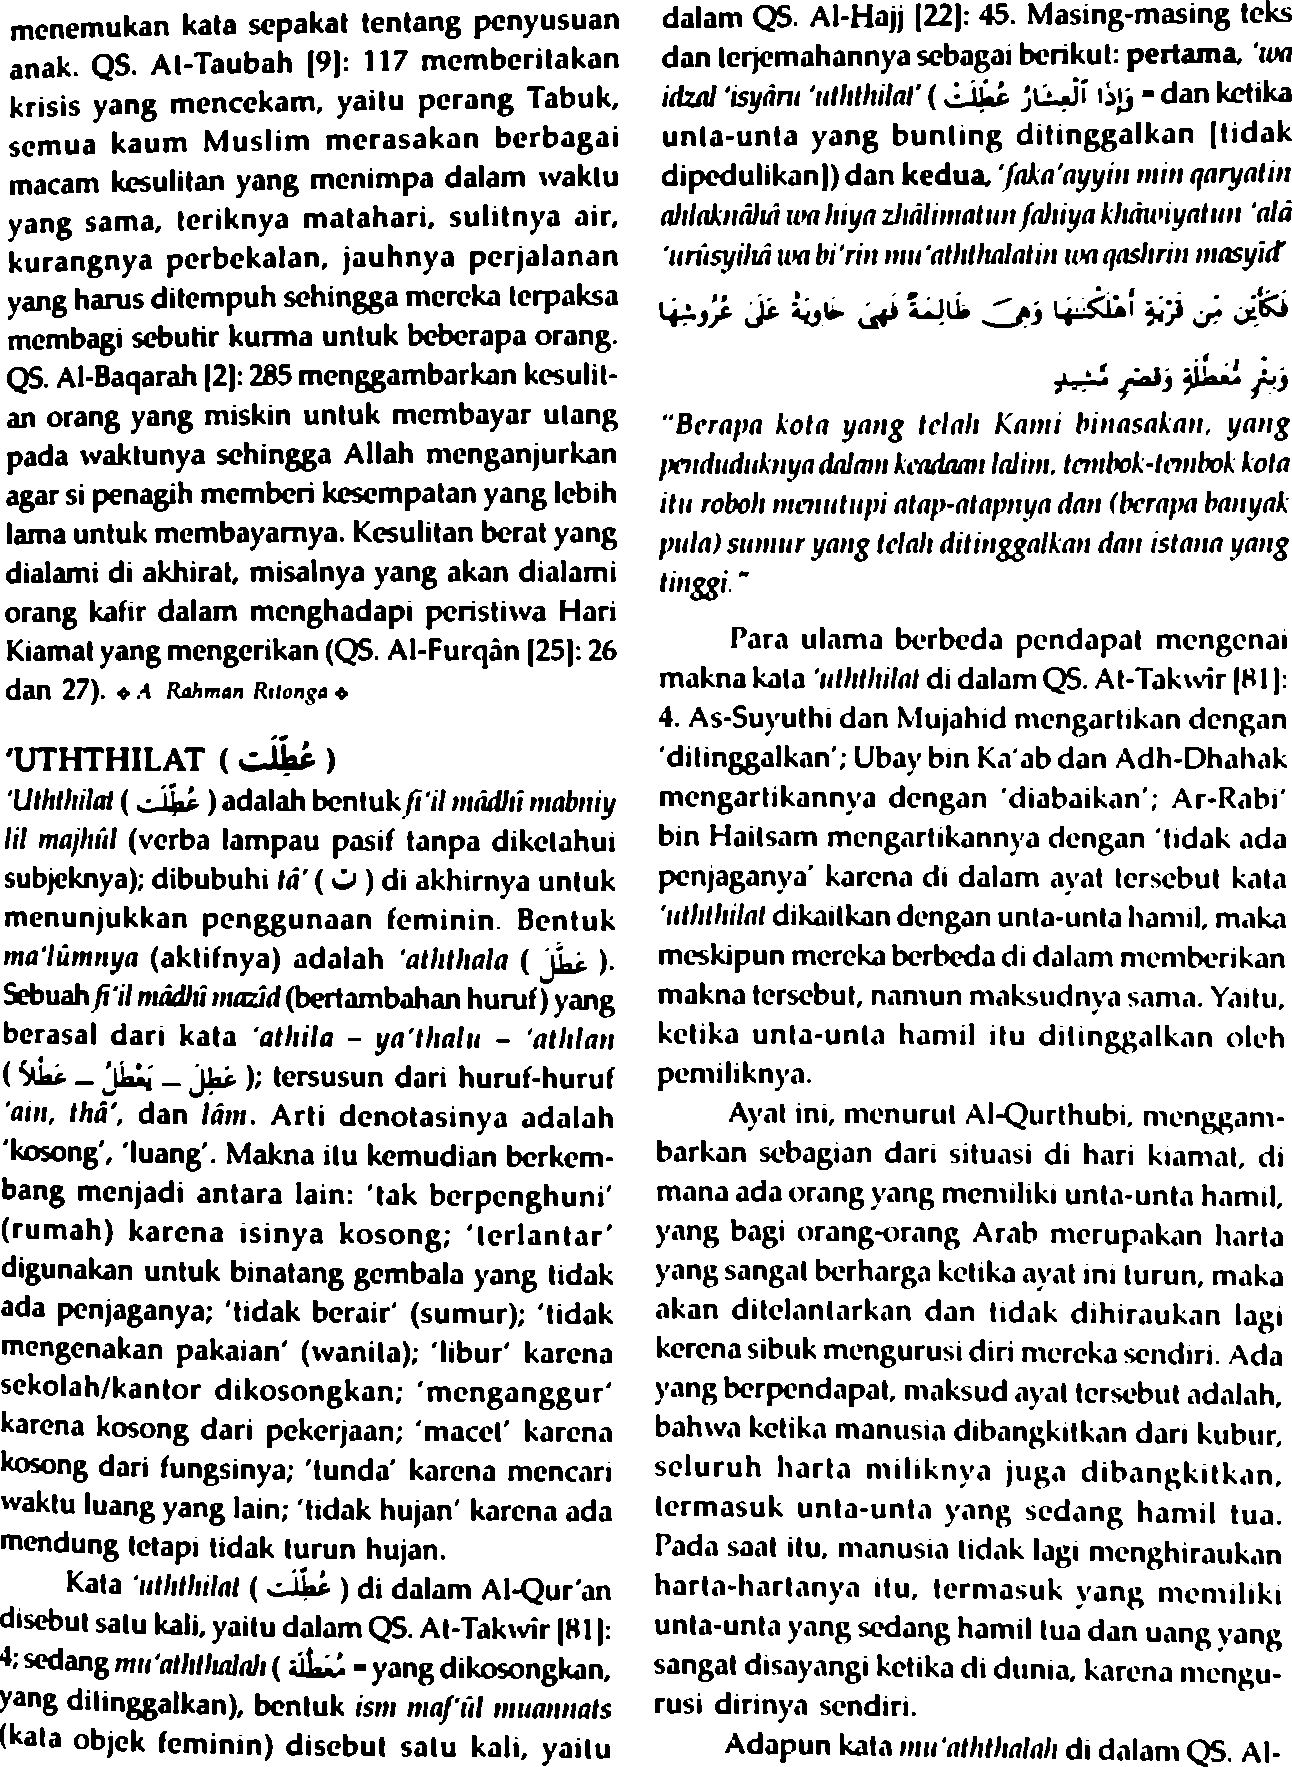 menemukan kata sepakat tentang penyusuan
anak. QS. At-Taubah [9]: 117 memberitakan
krisis yang mencekam, yaitu perang Tabuk,
semua kaum Muslim merasakan berbagai
macam kesulitan yang menimpa dalam waktu
yang sama, teriknya matahari, sulitnya air,
kurangnya perbekalan, jauhnya perjalanan
yang harus ditempuh sehingga mereka terpaksa
membagi sebutir kurma untuk beberapa orang.
QS. Al-Baqarah [2]: 285 menggambarkan kesulit-
an orang yang miskin untuk membayar utang
pada waktunya sehingga Allah menganjurkan
agar si penagih memberi kesempatan yang lebih
lama untuk membayarnya. Kesulitan berat yang
dialami di akhirat, misalnya yang akan dialami
orang kafir dalam menghadapi peristiwa Hari
Kiamat yang mengerikan (QS. Al-Furqân [25]: 26
dan 27). ♦ A Rahman Ritonga ♦
'UTHTHILAT ( عُطِّلَتْ )
'Uththilat ( عُطِّلَتْ ) adalah bentuk fi'il mâdhî mabniy
lil majhûl (verba lampau pasif tanpa diketahui
subjeknya); dibubuhi tâ' ( تْ ) di akhirnya untuk
menunjukkan penggunaan feminin. Bentuk
ma'lûmnya (aktifnya) adalah 'aththala ( عَطَّلَ ).
Sebuah fi'il mâdhî mazîd (bertambahan huruf) yang
berasal dari kata 'athila – ya'thalu – 'athlan
( عَطِلَ – يَعْطَلُ – عَطَلًا ); tersusun dari huruf-huruf
'ain, thâ', dan lâm. Arti denotasinya adalah
'kosong', 'luang'. Makna itu kemudian berkem-
bang menjadi antara lain: 'tak berpenghuni'
(rumah) karena isinya kosong; 'terlantar'
digunakan untuk binatang gembala yang tidak
ada penjaganya; 'tidak berair' (sumur); 'tidak
mengenakan pakaian' (wanita); 'libur' karena
sekolah/kantor dikosongkan; 'menganggur'
karena kosong dari pekerjaan; 'macet' karena
kosong dari fungsinya; 'tunda' karena mencari
waktu luang yang lain; 'tidak hujan' karena ada
mendung tetapi tidak turun hujan.
Kata 'uththilat ( عُطِّلَتْ ) di dalam Al-Qur'an
disebut satu kali, yaitu dalam QS. At-Takwîr [81]:
4; sedang mu'aththalah ( مُعَطَّلَة = yang dikosongkan,
yang ditinggalkan), bentuk ism maf'ûl muannats
(kata objek feminin) disebut satu kali, yaitu
dalam QS. Al-Hajj [22]: 45. Masing-masing teks
dan terjemahannya sebagai berikut: pertama, 'wa
idzal 'isyâru 'uththilat' ( وَإِذَا ٱلْعِشَارُ عُطِّلَتْ = dan ketika
unta-unta yang bunting ditinggalkan [tidak
dipedulikan]) dan kedua, 'faka'ayyin min qaryatin
ahlaknâhâ wa hiya zhâlimatun fahiya khâwiyatun 'alâ
'urûsyihâ wa bi'rin mu'aththalatin wa qashrin masyîd'
فَكَأَيِّن مِّن قَرْيَةٍ أَهْلَكْنَٰهَا وَهِىَ ظَالِمَةٌ فَهِىَ خَاوِيَةٌ عَلَىٰ عُرُوشِهَا
وَبِئْرٍ مُّعَطَّلَةٍ وَقَصْرٍ مَّشِيدٍ
"Berapa kota yang telah Kami binasakan, yang
penduduknya dalam keadaan lalim, tembok-tembok kota
itu roboh menutupi atap-atapnya dan (berapa banyak
pula) sumur yang telah ditinggalkan dan istana yang
tinggi."
Para ulama berbeda pendapat mengenai
makna kata 'uththilat di dalam QS. At-Takwîr [81]:
4. As-Suyuthi dan Mujahid mengartikan dengan
'ditinggalkan'; Ubay bin Ka'ab dan Adh-Dhahak
mengartikannya dengan 'diabaikan'; Ar-Rabi'
bin Haitsam mengartikannya dengan 'tidak ada
penjaganya' karena di dalam ayat tersebut kata
'uththilat dikaitkan dengan unta-unta hamil, maka
meskipun mereka berbeda di dalam memberikan
makna tersebut, namun maksudnya sama. Yaitu,
ketika unta-unta hamil itu ditinggalkan oleh
pemiliknya.
Ayat ini, menurut Al-Qurthubi, menggam-
barkan sebagian dari situasi di hari kiamat, di
mana ada orang yang memiliki unta-unta hamil,
yang bagi orang-orang Arab merupakan harta
yang sangat berharga ketika ayat ini turun, maka
akan ditelantarkan dan tidak dihiraukan lagi
kerena sibuk mengurusi diri mereka sendiri. Ada
yang berpendapat, maksud ayat tersebut adalah,
bahwa ketika manusia dibangkitkan dari kubur,
seluruh harta miliknya juga dibangkitkan,
termasuk unta-unta yang sedang hamil tua.
Pada saat itu, manusia tidak lagi menghiraukan
harta-hartanya itu, termasuk yang memiliki
unta-unta yang sedang hamil tua dan uang yang
sangat disayangi ketika di dunia, karena mengu-
rusi dirinya sendiri.
Adapun kata mu'aththalah di dalam QS. Al-